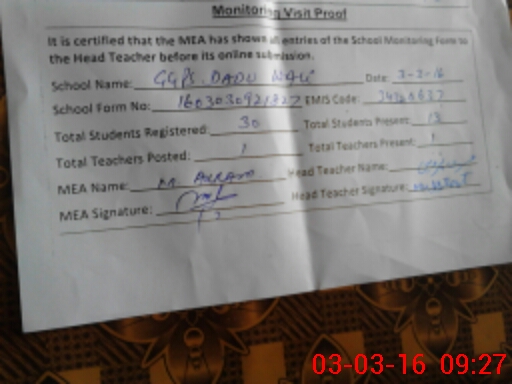 Monitoring Visit Proof
It is certified that the MEA has shown all entries of the School Monitoring Form to
the Head Teacher before its online submission.
School Name: GGPS. DADU Date: 3-3-16
School Form No: EMIS Code:
Total Students Registered: 30 Total Students Present: 13
Total Teachers Posted: 1 Total Teachers Present: 1
MEA Name: M. AKRAM Head Teacher Name:
MEA Signature: Head Teacher Signature:
03-03-16 09:27